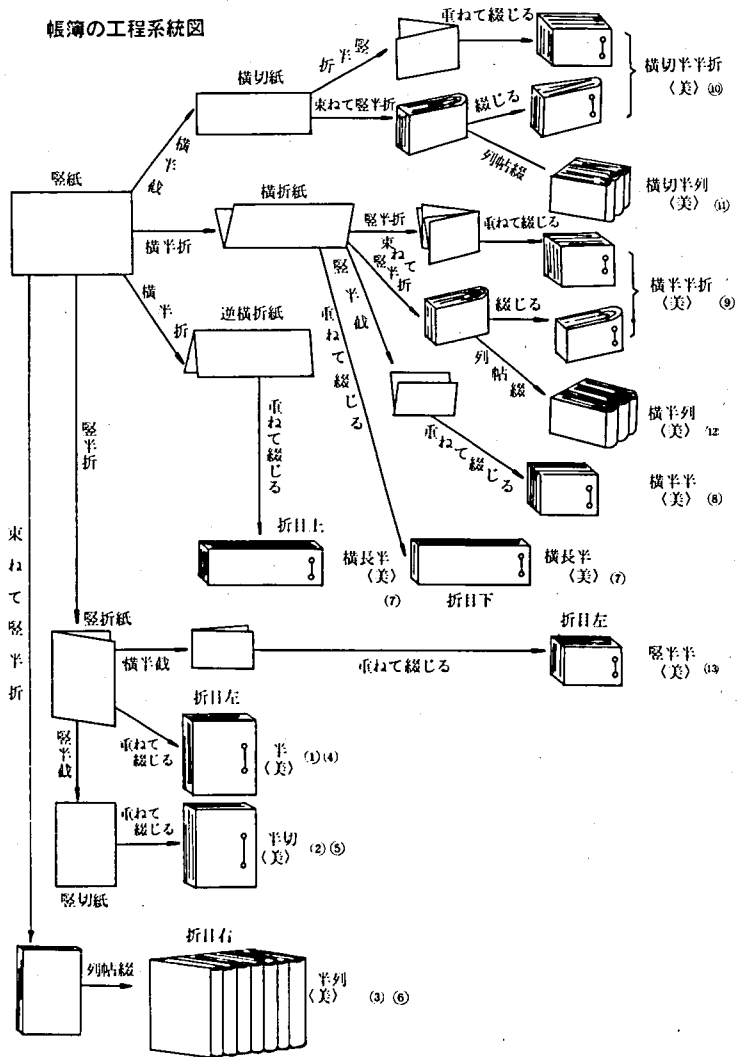 帳簿の工程系統図
重ねて綴じる
折半竪
横切紙
横切半半折
〈美〉⑩
束ねて竪半折
綴じる
横半截
列帖綴
竪紙
横折紙
横切半列
〈美〉⑪
竪半折
重ねて綴じる
横半折
束ねて竪半折
横半半折
〈美〉⑨
横半折
逆横折紙
竪半截
綴じる
重ねて綴じる
列帖綴
横半列
〈美〉⑫
重ねて綴じる
重ねて綴じる
竪半折
横半半
〈美〉⑧
折目上
束ねて竪半折
横長半
〈美〉
⑺
横長半
〈美〉⑺
折目下
竪折紙
折目左
横半截
重ねて綴じる
竪半半
〈美〉⒀
折目左
竪半截
重ねて綴じる
半
〈美〉⑴⑷
重ねて綴じる
半切
〈美〉⑵⑤
竪切紙
折目右
列帖綴
半列
〈美〉⑶⑥